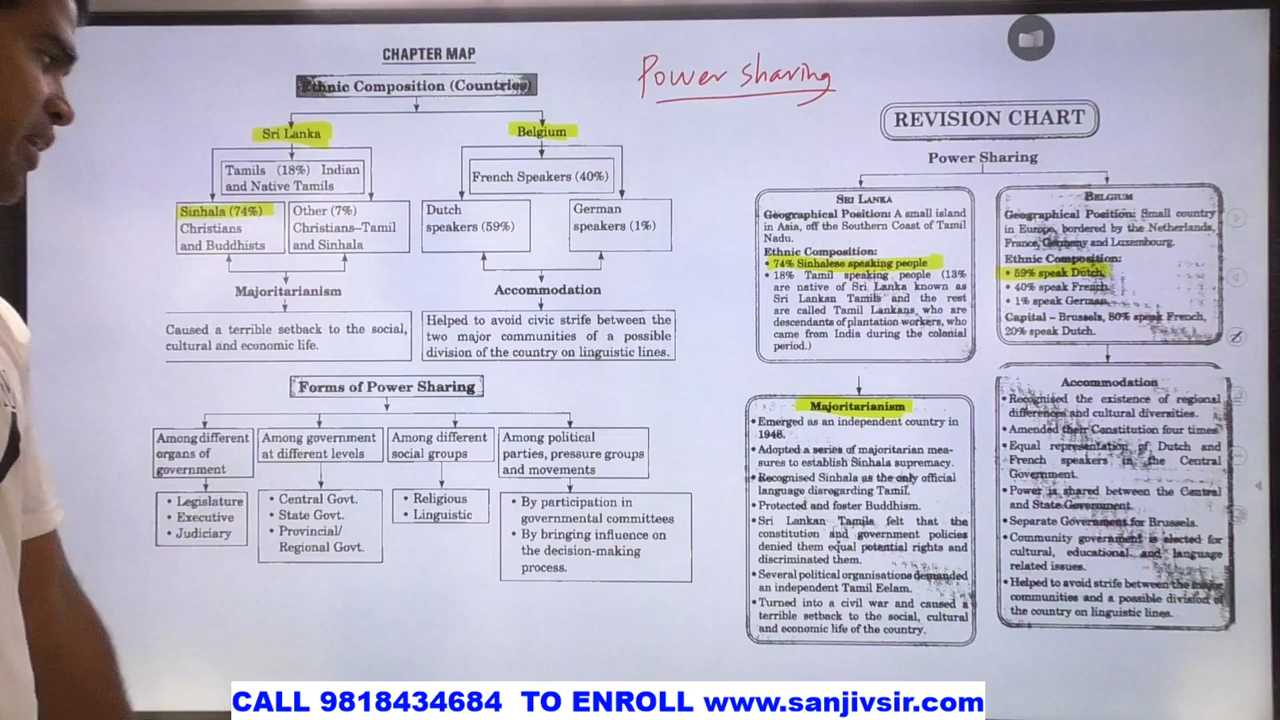 CHAPTER MAP
Ethnic Composition (Countries)
Sri Lanka
Belgium
Tamils (18%) Indian
and Native Tamils
French Speakers (40%)
Sinhala (74%)
Christians
and Buddhists
Other (7%)
Christians–Tamil
and Sinhala
Dutch
speakers (59%)
German
speakers (1%)
Majoritarianism
Accommodation
Caused a terrible setback to the social,
cultural and economic life.
Helped to avoid civic strife between the
two major communities of a possible
division of the country on linguistic lines.
Forms of Power Sharing
Among different
organs of
government
Among government
at different levels
Among different
social groups
Among political
parties, pressure groups
and movements
• Legislature
• Executive
• Judiciary
• Central Govt.
• State Govt.
• Provincial/
Regional Govt.
• Religious
• Linguistic
• By participation in
governmental committees
• By bringing influence on
the decision-making
process.
Power sharing
REVISION CHART
Power Sharing
SRI LANKA
Geographical Position: A small island
in Asia, off the Southern Coast of Tamil
Nadu.
Ethnic Composition:
• 74% Sinhalese speaking people
• 18% Tamil speaking people (13%
are native of Sri Lanka known as
Sri Lankan Tamils and the rest
are called Tamil Lankans, who are
descendants of plantation workers, who
came from India during the colonial
period.)
BELGIUM
Geographical Position: Small country
in Europe, bordered by the Netherlands,
France, Germany and Luxembourg.
Ethnic Composition:
• 59% speak Dutch.
• 40% speak French.
• 1% speak German.
Capital – Brussels, 80% speak French,
20% speak Dutch.
Majoritarianism
• Emerged as an independent country in
1948.
• Adopted a series of majoritarian mea-
sures to establish Sinhala supremacy.
• Recognised Sinhala as the only official
language disregarding Tamil.
• Protected and foster Buddhism.
• Sri Lankan Tamils felt that the
constitution and government policies
denied them equal potential rights and
discriminated them.
• Several political organisations demanded
an independent Tamil Eelam.
• Turned into a civil war and caused a
terrible setback to the social, cultural
and economic life of the country.
Accommodation
• Recognised the existence of regional
differences and cultural diversities.
• Amended their Constitution four times.
• Equal representation of Dutch and
French speakers in the Central
Government.
• Power is shared between the Central
and State Government.
• Separate Government for Brussels.
• Community government is elected for
cultural, educational and language
related issues.
• Helped to avoid strife between the major
communities and a possible division of
the country on linguistic lines.
CALL 9818434684 TO ENROLL www.sanjivsir.com